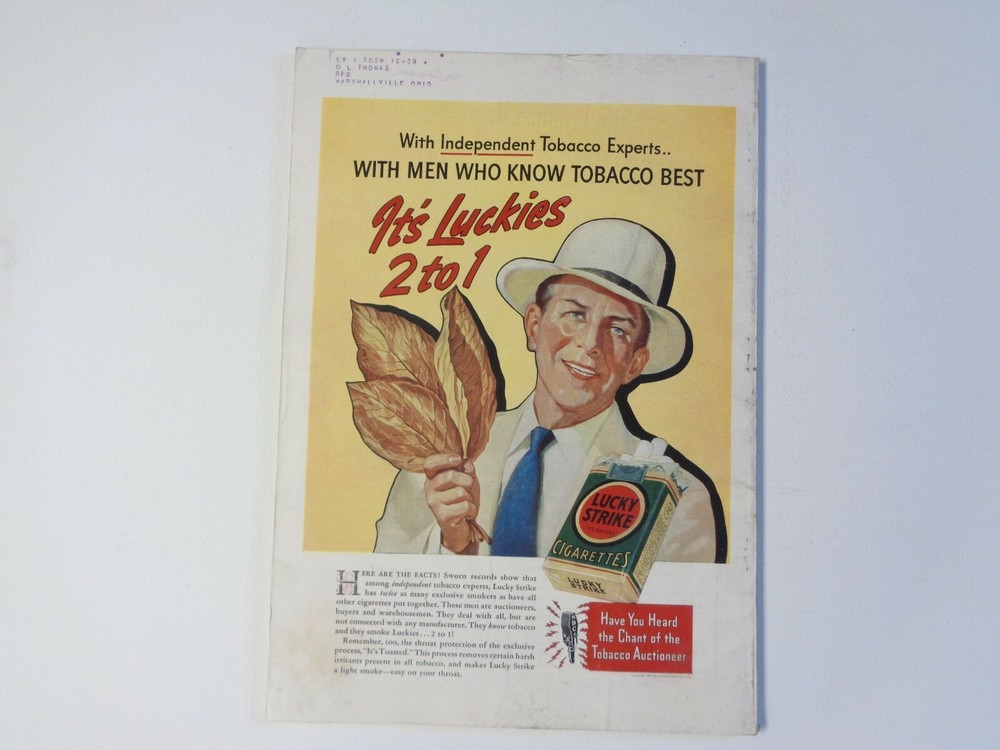 O L THOMAS
RFD
MARSHALLVILLE OHIO
With Independent Tobacco Experts..
WITH MEN WHO KNOW TOBACCO BEST
It's Luckies
2 to 1
LUCKY
STRIKE
CIGARETTES
LUCKY
STRIKE
HERE ARE THE FACTS! Sworn records show that
among independent tobacco experts, Lucky Strike
has twice as many exclusive smokers as have all
other cigarettes put together. These men are auctioneers,
buyers and warehousemen. They deal with all, but are
not connected with any manufacturer. They know tobacco
and they smoke Luckies...2 to 1!
Remember, too, the throat protection of the exclusive
process, "It's Toasted." This process removes certain harsh
irritants present in all tobacco, and makes Lucky Strike
a light smoke—easy on your throat.
Have You Heard
the Chant of the
Tobacco Auctioneer